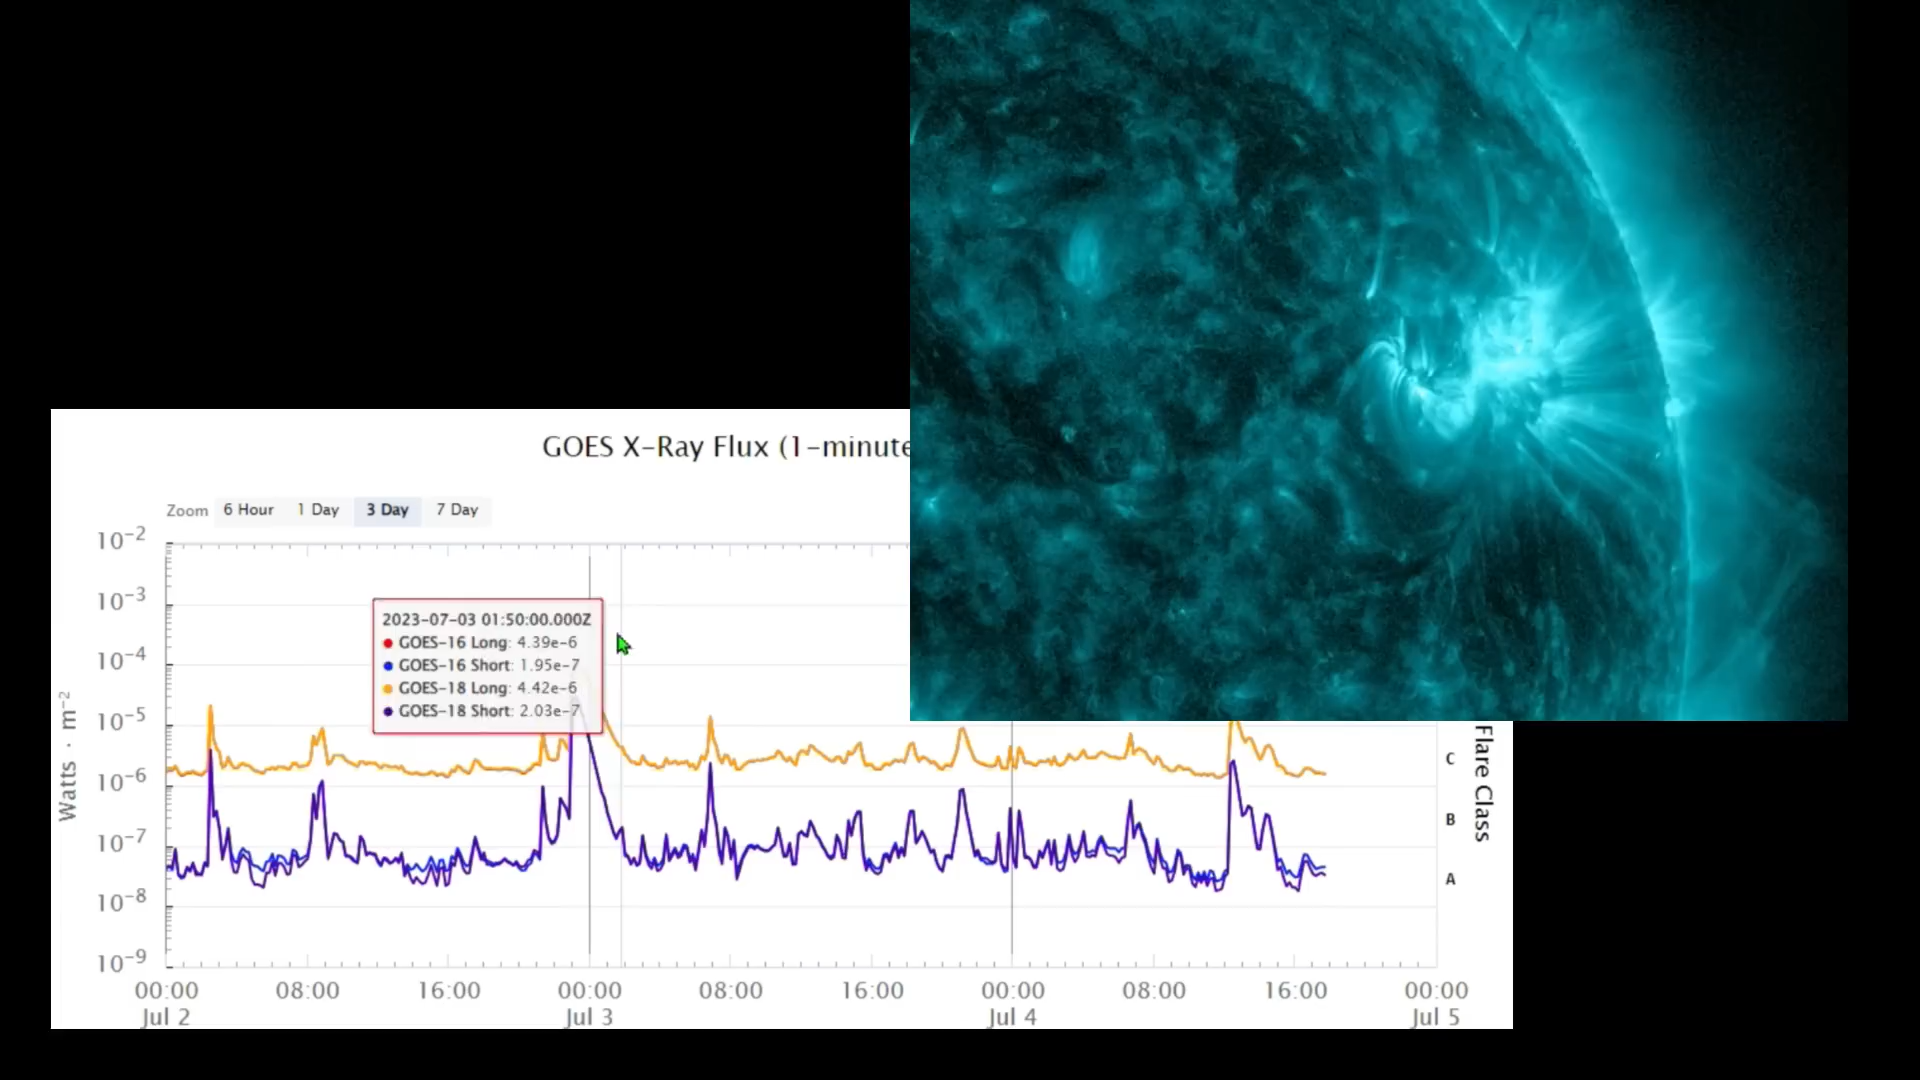 GOES X-Ray Flux (1-minute
Zoom 6 Hour 1 Day 3 Day 7 Day
10⁻²
10⁻³
10⁻⁴
10⁻⁵
10⁻⁶
10⁻⁷
10⁻⁸
10⁻⁹
Watts · m⁻²
2023-07-03 01:50:00.000Z
GOES-16 Long: 4.39e-6
GOES-16 Short: 1.95e-7
GOES-18 Long: 4.42e-6
GOES-18 Short: 2.03e-7
C
B
A
Flare Class
00:00 08:00 16:00 00:00 08:00 16:00 00:00 08:00 16:00 00:00
Jul 2 Jul 3 Jul 4 Jul 5